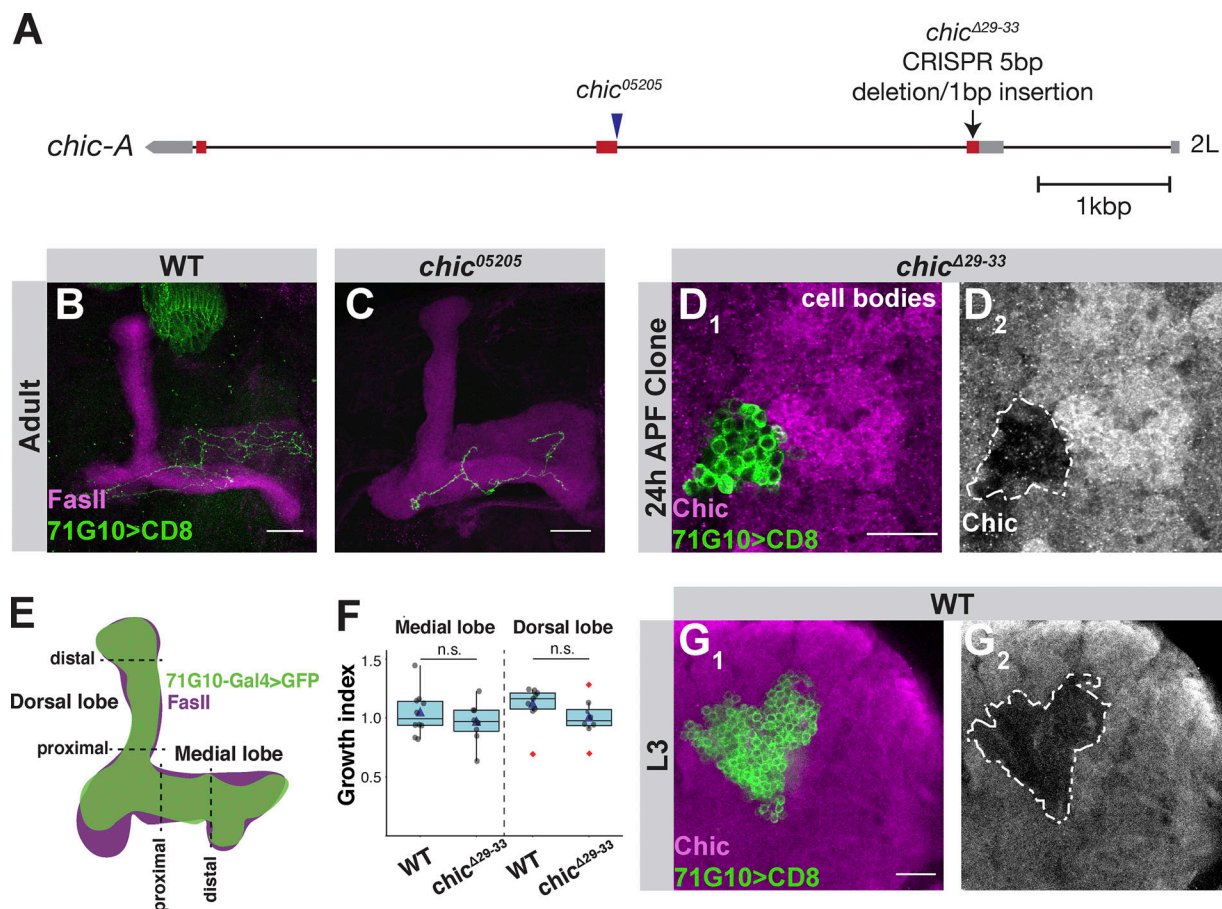 A
chic^Δ29-33
CRISPR 5bp
deletion/1bp insertion
chic^05205
chic-A
2L
1kbp
WT
chic^05205
chic^Δ29-33
Adult
B
FasII
71G10>CD8
C
24h APF Clone
D1
cell bodies
Chic
71G10>CD8
D2
Chic
E
distal
Dorsal lobe
proximal
71G10-Gal4>GFP
FasII
Medial lobe
proximal
distal
F
Medial lobe
Dorsal lobe
n.s.
n.s.
Growth index
1.5
1.0
0.5
WT
chic^Δ29-33
WT
chic^Δ29-33
WT
L3
G1
Chic
71G10>CD8
G2